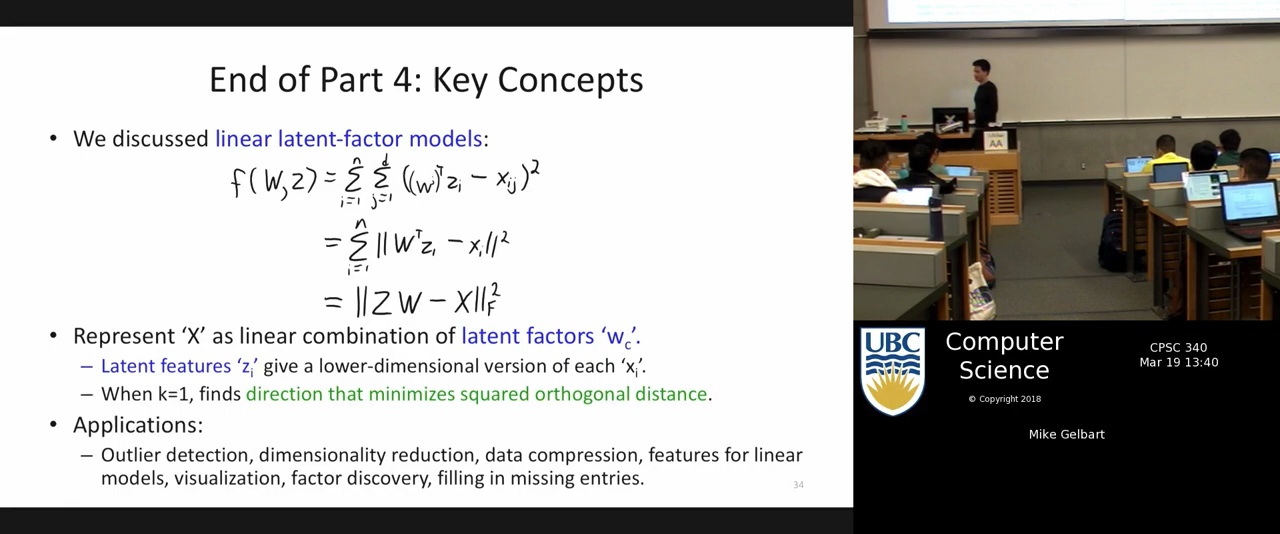 End of Part 4: Key Concepts
• We discussed linear latent-factor models:
f(W,Z) = Σ_{i=1}^{n} Σ_{j=1}^{d} ((w)ᵀz_i − x_ij)²
= Σ_{i=1}^{n} ||Wᵀz_i − x_i||²
= ||ZW − X||_F²
• Represent ‘X’ as linear combination of latent factors ‘w_c’.
– Latent features ‘z_i’ give a lower-dimensional version of each ‘x_i’.
– When k=1, finds direction that minimizes squared orthogonal distance.
• Applications:
– Outlier detection, dimensionality reduction, data compression, features for linear
models, visualization, factor discovery, filling in missing entries.
34
AA
UBC
Computer
Science
© Copyright 2018
CPSC 340
Mar 19 13:40
Mike Gelbart